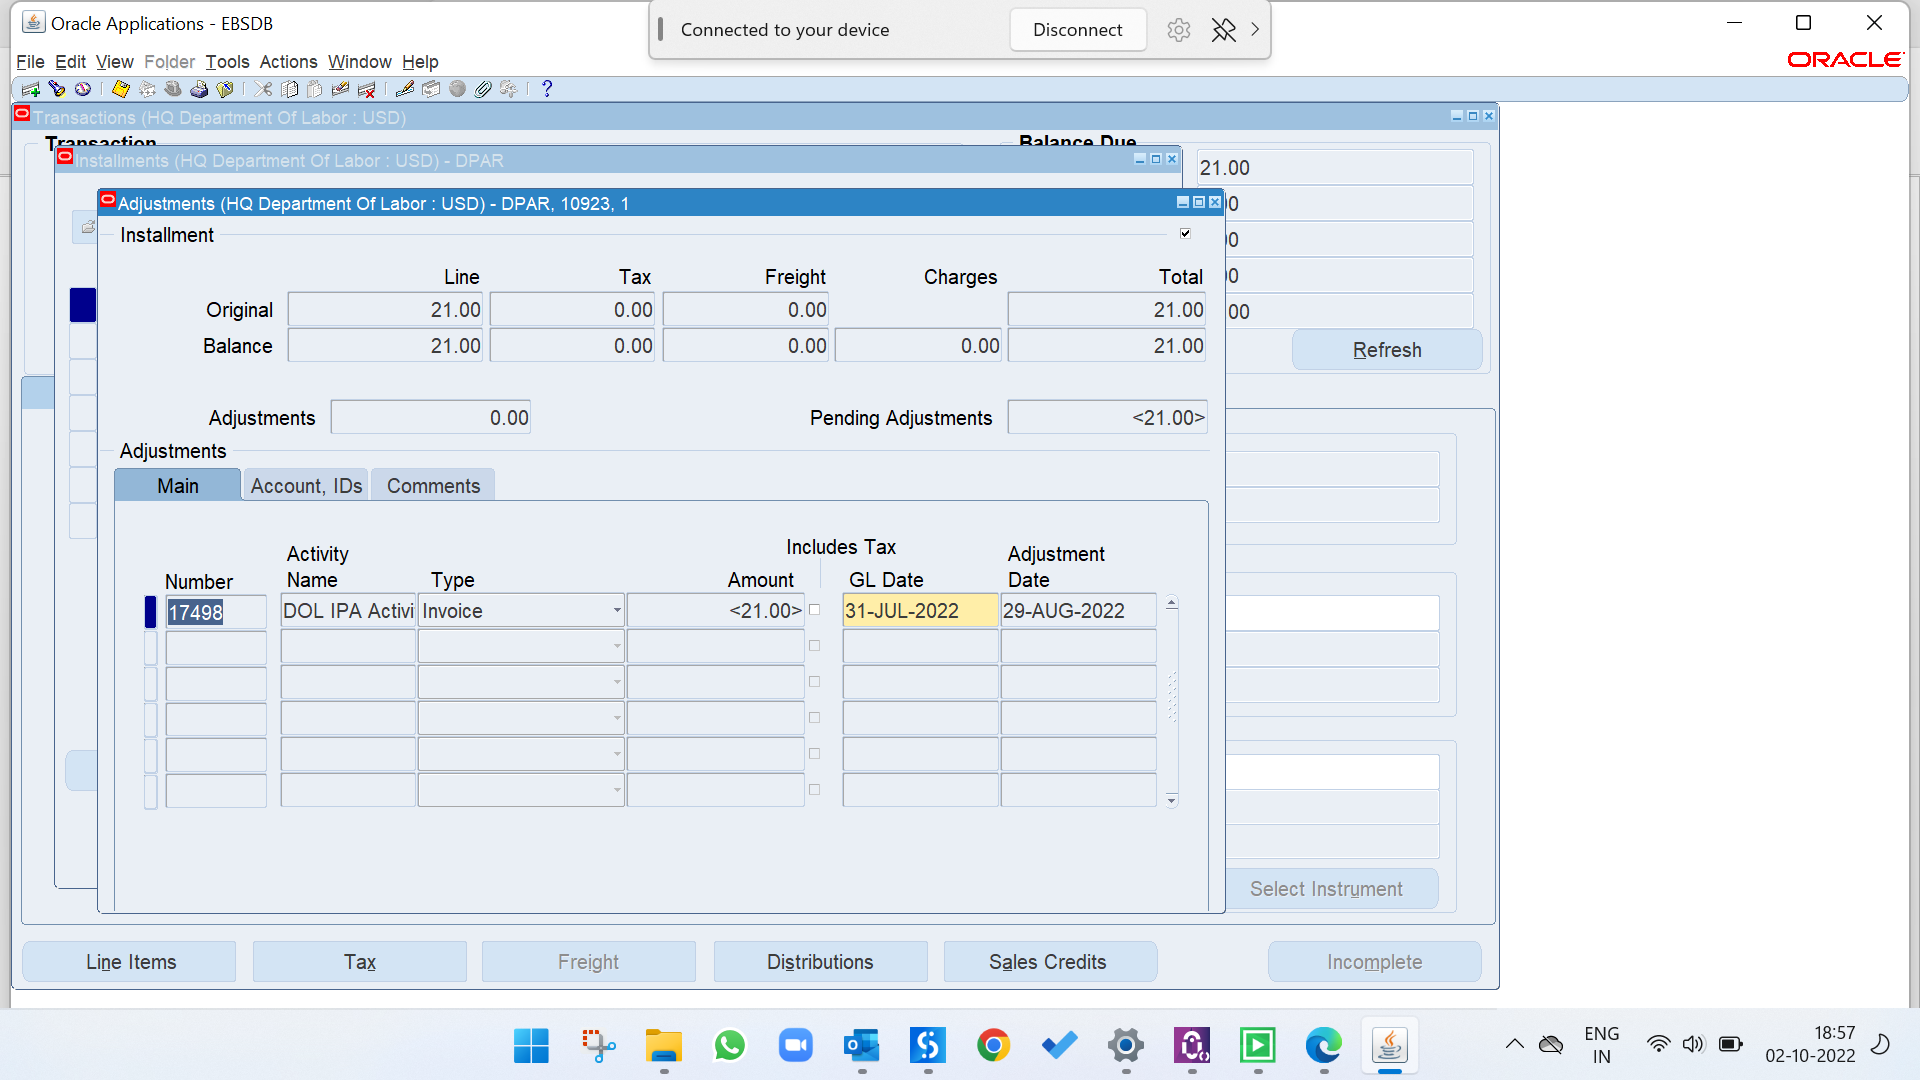 Oracle Applications - EBSDB
Connected to your device
Disconnect
File Edit View Folder Tools Actions Window Help
ORACLE
Transactions (HQ Department Of Labor : USD)
Transaction
Balance Due
Installments (HQ Department Of Labor : USD) - DPAR
21.00
Adjustments (HQ Department Of Labor : USD) - DPAR, 10923, 1
Installment
Line Tax Freight Charges Total
Original 21.00 0.00 0.00 21.00
Balance 21.00 0.00 0.00 0.00 21.00
Refresh
Adjustments 0.00 Pending Adjustments <21.00>
Adjustments
Main Account, IDs Comments
Includes Tax
Activity Adjustment
Number Name Type Amount GL Date Date
17498 DOL IPA Activi Invoice <21.00> 31-JUL-2022 29-AUG-2022
Select Instrument
Line Items Tax Freight Distributions Sales Credits Incomplete
ENG
IN
18:57
02-10-2022